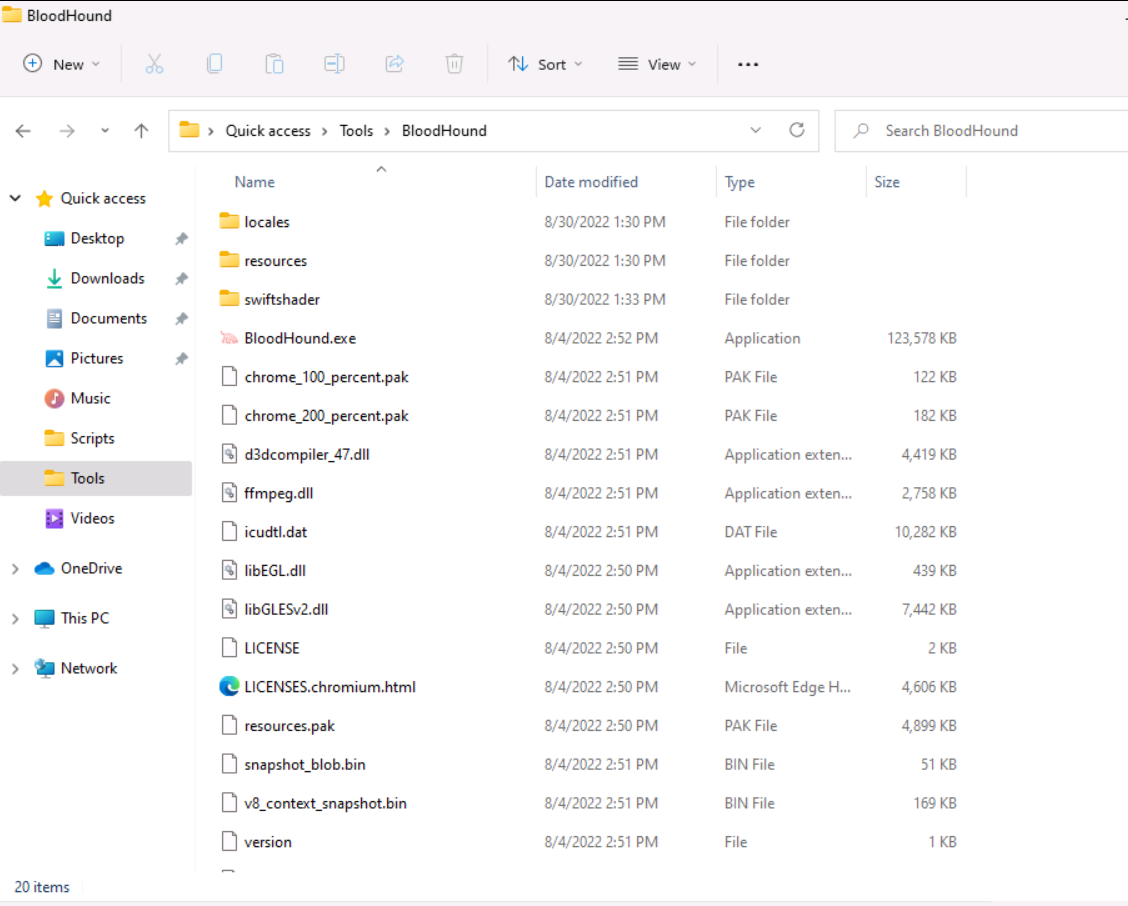 BloodHound
New
Sort
View
Quick access > Tools > BloodHound
Search BloodHound
Name Date modified Type Size
Quick access
Desktop
Downloads
Documents
Pictures
Music
Scripts
Tools
Videos
OneDrive
This PC
Network
locales 8/30/2022 1:30 PM File folder
resources 8/30/2022 1:30 PM File folder
swiftshader 8/30/2022 1:33 PM File folder
BloodHound.exe 8/4/2022 2:52 PM Application 123,578 KB
chrome_100_percent.pak 8/4/2022 2:51 PM PAK File 122 KB
chrome_200_percent.pak 8/4/2022 2:51 PM PAK File 182 KB
d3dcompiler_47.dll 8/4/2022 2:51 PM Application exten... 4,419 KB
ffmpeg.dll 8/4/2022 2:51 PM Application exten... 2,758 KB
icudtl.dat 8/4/2022 2:51 PM DAT File 10,282 KB
libEGL.dll 8/4/2022 2:50 PM Application exten... 439 KB
libGLESv2.dll 8/4/2022 2:50 PM Application exten... 7,442 KB
LICENSE 8/4/2022 2:50 PM File 2 KB
LICENSES.chromium.html 8/4/2022 2:50 PM Microsoft Edge H... 4,606 KB
resources.pak 8/4/2022 2:50 PM PAK File 4,899 KB
snapshot_blob.bin 8/4/2022 2:51 PM BIN File 51 KB
v8_context_snapshot.bin 8/4/2022 2:51 PM BIN File 169 KB
version 8/4/2022 2:51 PM File 1 KB
20 items